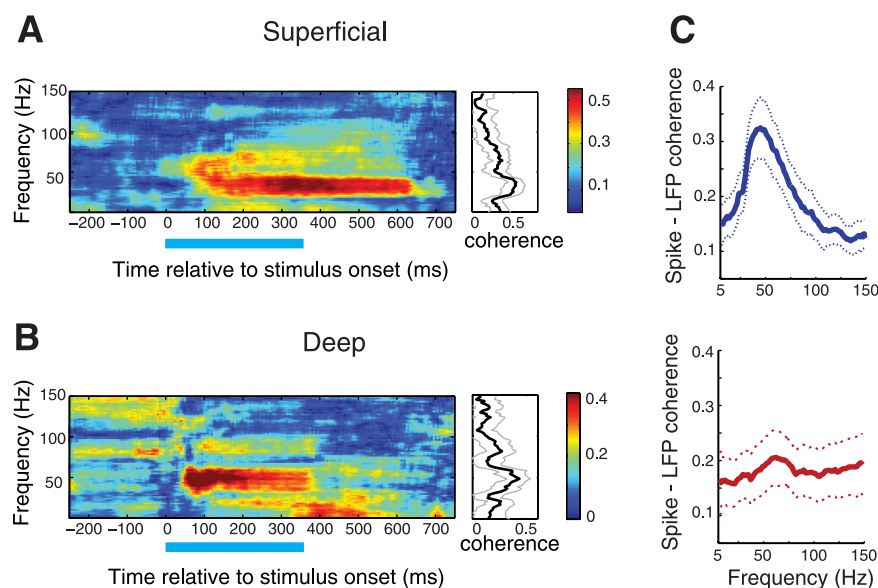 A
Superficial
C
Frequency (Hz)
150
100
50
−200 −100 0 100 200 300 400 500 600 700
Time relative to stimulus onset (ms)
0 0.5
coherence
0.5
0.3
0.1
Spike - LFP coherence
0.4
0.3
0.2
0.1
5 50 100 150
B
Deep
Frequency (Hz)
150
100
50
−200 −100 0 100 200 300 400 500 600 700
Time relative to stimulus onset (ms)
0 0.5
coherence
0.4
0.2
0
Spike - LFP coherence
0.4
0.3
0.2
0.1
5 50 100 150
Frequency (Hz)